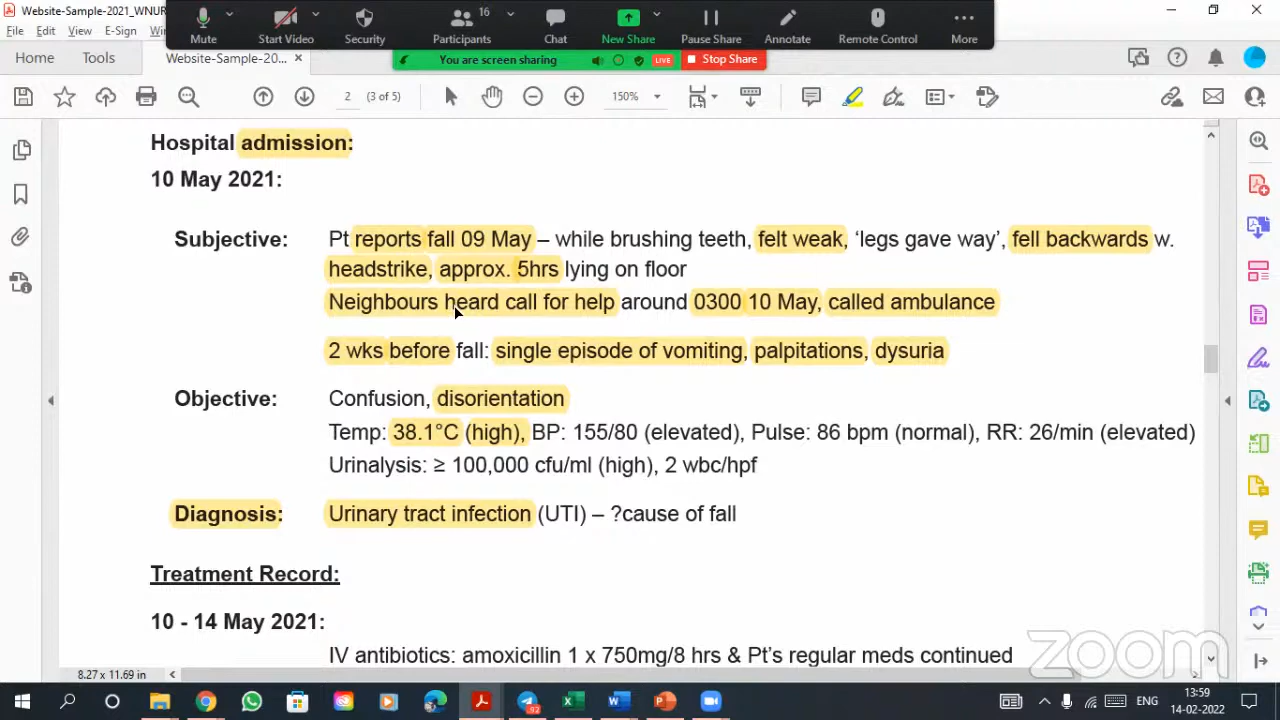 Website-Sample-2021_WNUR
File Edit View E-Sign Wi
Mute
Start Video
Security
16
Participants
Chat
New Share
Pause Share
Annotate
Remote Control
More
You are screen sharing
LIVE
Stop Share
Home
Tools
Website-Sample-20...
2
(3 of 5)
150%
Hospital admission:
10 May 2021:
Subjective: Pt reports fall 09 May – while brushing teeth, felt weak, ‘legs gave way’, fell backwards w.
headstrike, approx. 5hrs lying on floor
Neighbours heard call for help around 0300 10 May, called ambulance
2 wks before fall: single episode of vomiting, palpitations, dysuria
Objective: Confusion, disorientation
Temp: 38.1°C (high), BP: 155/80 (elevated), Pulse: 86 bpm (normal), RR: 26/min (elevated)
Urinalysis: ≥ 100,000 cfu/ml (high), 2 wbc/hpf
Diagnosis: Urinary tract infection (UTI) – ?cause of fall
Treatment Record:
10 - 14 May 2021:
IV antibiotics: amoxicillin 1 x 750mg/8 hrs & Pt’s regular meds continued
zoom
8.27 x 11.69 in
ENG
13:59
14-02-2022